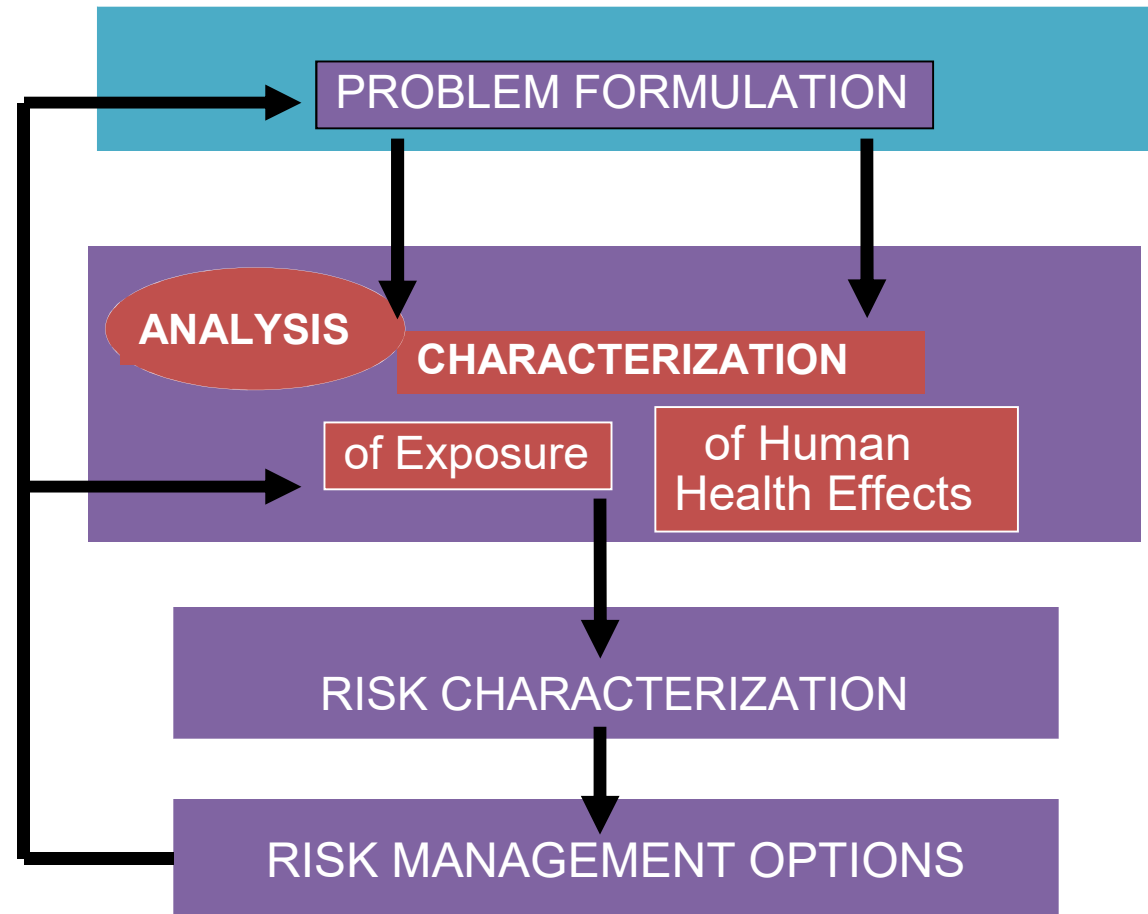 PROBLEM FORMULATION
ANALYSIS
CHARACTERIZATION
of Exposure
of Human
Health Effects
RISK CHARACTERIZATION
RISK MANAGEMENT OPTIONS